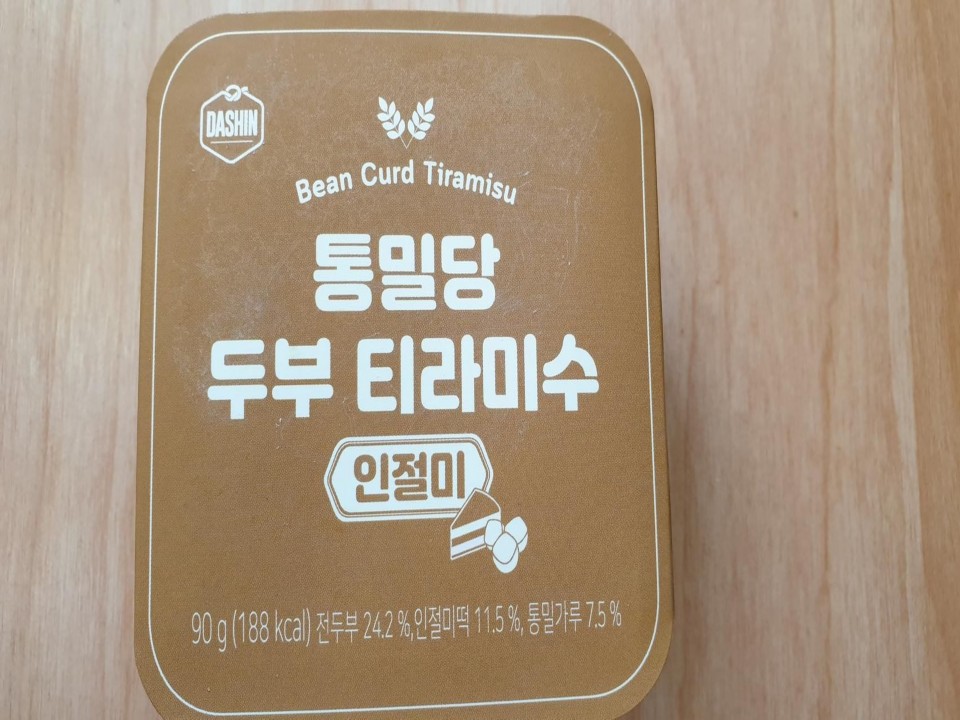 DASHIN
Bean Curd Tiramisu
통밀당
두부 티라미수
인절미
90 g (188 kcal) 전두부 24.2 %,인절미떡 11.5 %, 통밀가루 7.5 %